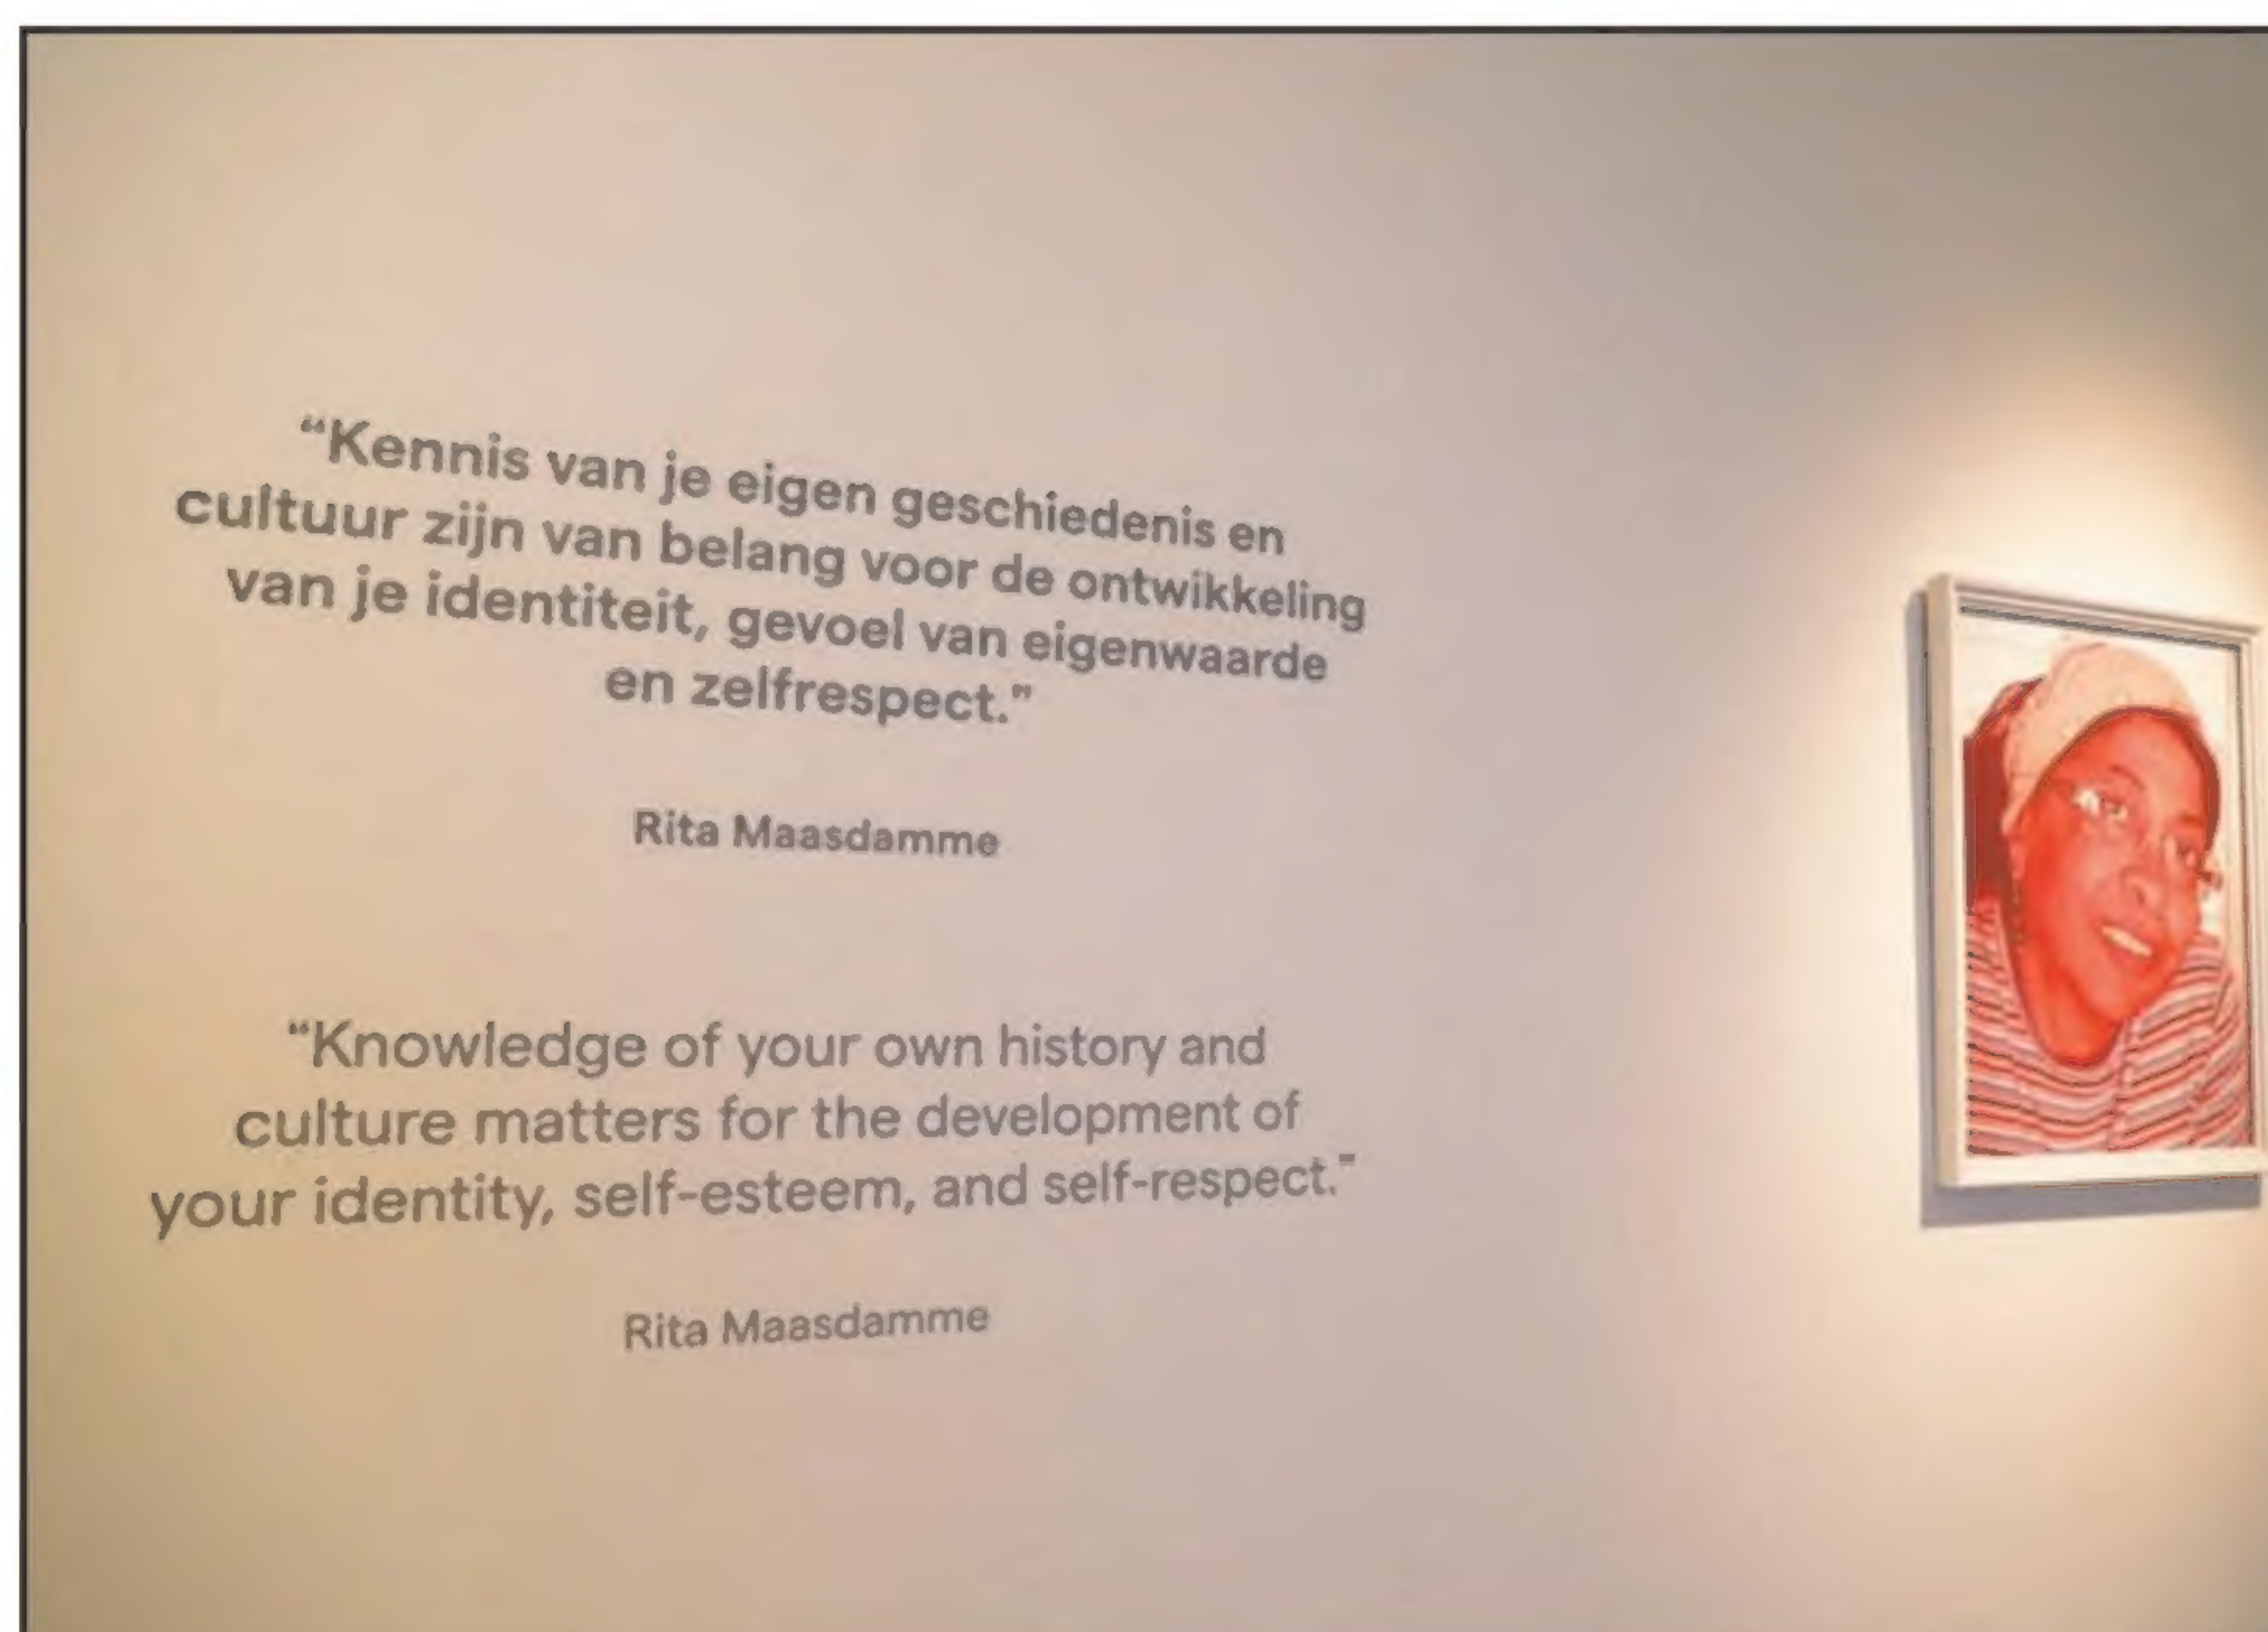 “Kennis van je eigen geschiedenis en
cultuur zijn van belang voor de ontwikkeling
van je identiteit, gevoel van eigenwaarde
en zelfrespect.”
Rita Maasdamme
“Knowledge of your own history and
culture matters for the development of
your identity, self-esteem, and self-respect.”
Rita Maasdamme